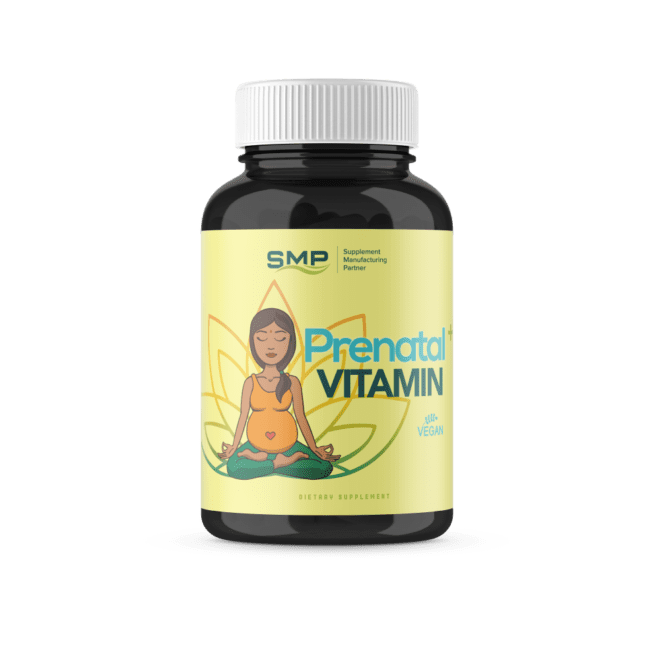 SMP
Supplement
Manufacturing
Partner
Prenatal
VITAMIN
VEGAN
DIETARY SUPPLEMENT